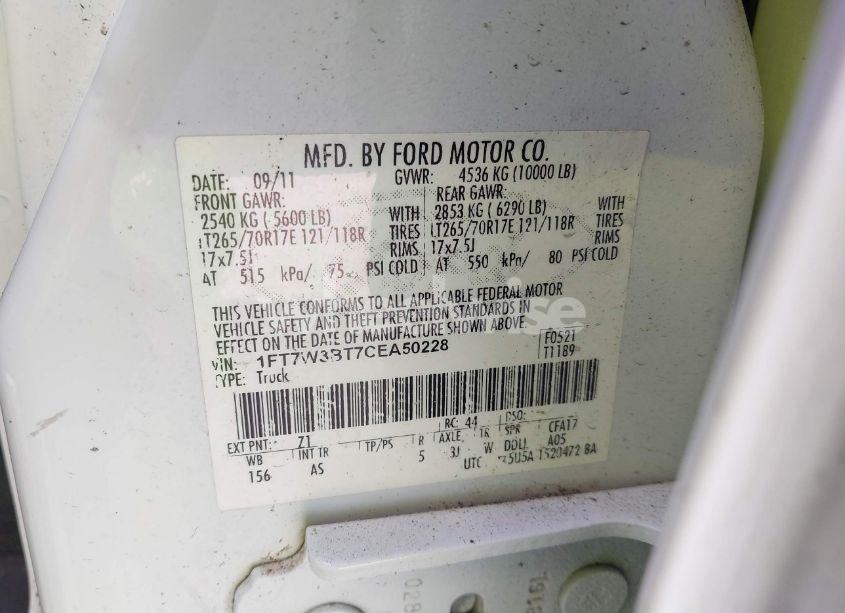 MFD. BY FORD MOTOR CO.
DATE: 09/11 GVWR: 4536 KG (10000 LB)
FRONT GAWR: REAR GAWR:
2540 KG ( 5600 LB) WITH 2853 KG ( 6290 LB) WITH
LT265/70R17E 121/118R TIRES LT265/70R17E 121/118R TIRES
17x7.5J RIMS 17x7.5J RIMS
AT 515 kPa/ 75 PSI COLD AT 550 kPa/ 80 PSI COLD
THIS VEHICLE CONFORMS TO ALL APPLICABLE FEDERAL MOTOR
VEHICLE SAFETY AND THEFT PREVENTION STANDARDS IN
EFFECT ON THE DATE OF MANUFACTURE SHOWN ABOVE.
VIN: 1FT7W3BT7CEA50228 F0521
TYPE: Truck T1189
EXT PNT: Z1 RC: 44 DSO:
WB INT TR TP/PS R AXLE TR SPR CFA17
156 AS 5 3J W DDLL A05
UTC 1520472 BA